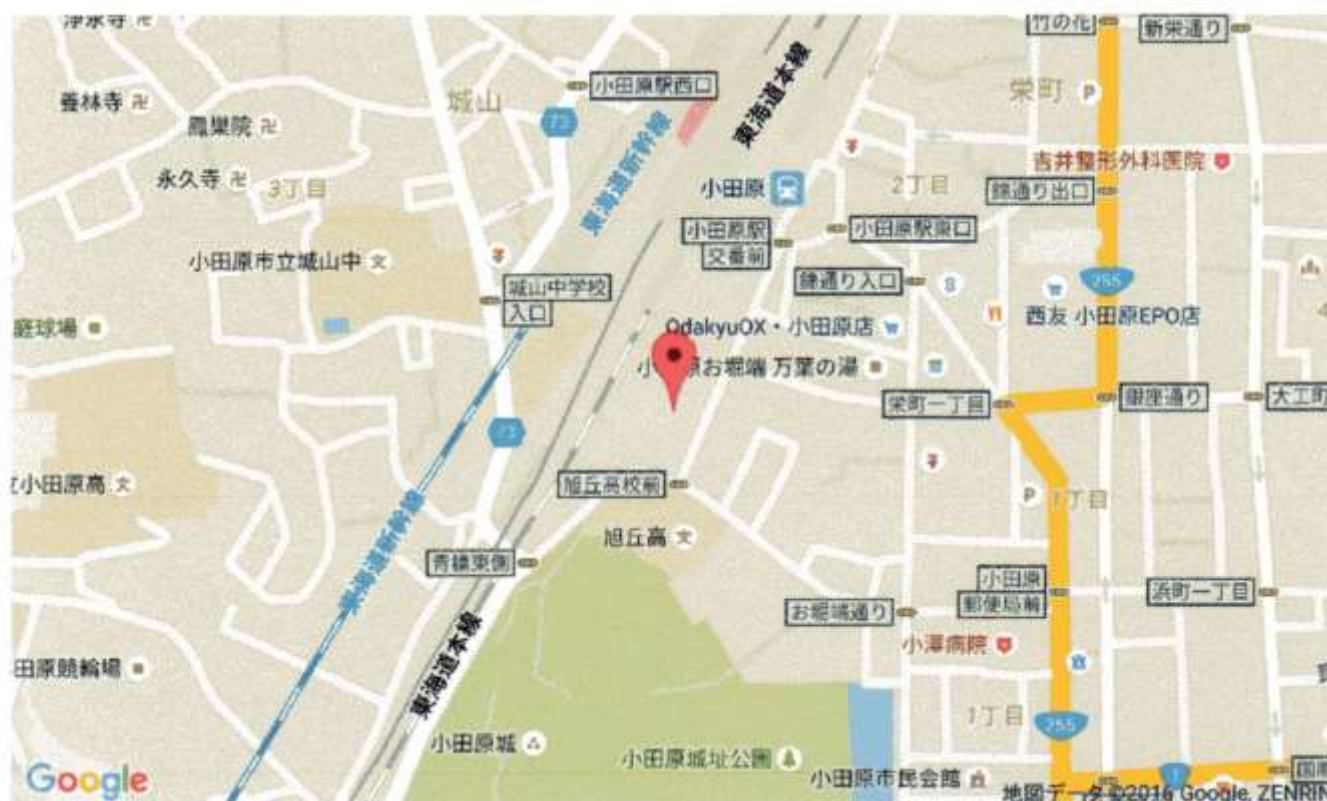 浄永寺
竹の花
新栄通り
小田原駅西口
城山
栄町
P
養林寺
鳳巣院
73
東海道本線
東海道新幹線
吉井整形外科医院
永久寺
3丁目
小田原
2丁目
錦通り出口
小田原駅
交番前
小田原駅東口
小田原市立城山中
文
錦通り入口
255
城山中学校
入口
西友 小田原EPO店
庭球場
OdakyuOX・小田原店
小田原お堀端 万葉の湯
栄町一丁目
銀座通り
大工町
73
小田原高
文
旭丘高校前
P
1丁目
東海道新幹線
旭丘高
文
青橋東側
小田原
郵便局前
浜町一丁目
お堀端通り
小澤病院
東海道本線
田原競輪場
1丁目
255
小田原城
小田原城址公園
小田原市民会館
1
Google
地図データ ©2016 Google, ZENRIN